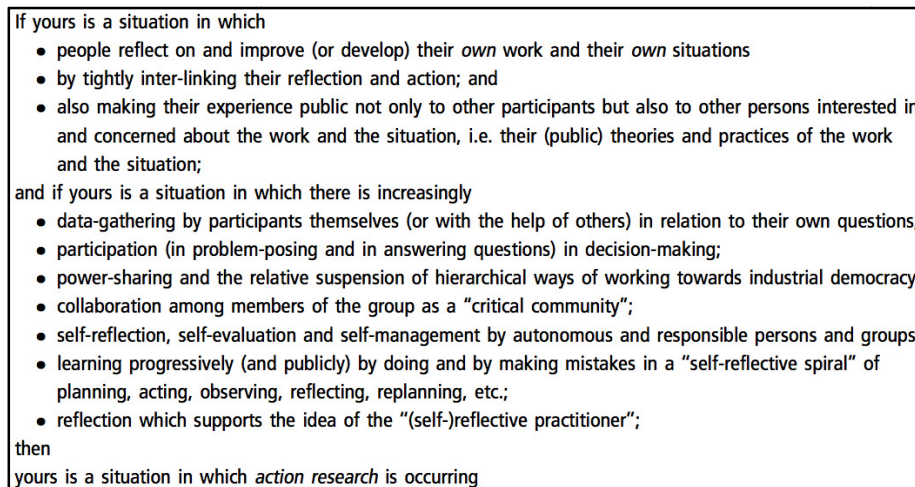 If yours is a situation in which
• people reflect on and improve (or develop) their own work and their own situations
• by tightly inter-linking their reflection and action; and
• also making their experience public not only to other participants but also to other persons interested in
and concerned about the work and the situation, i.e. their (public) theories and practices of the work
and the situation;
and if yours is a situation in which there is increasingly
• data-gathering by participants themselves (or with the help of others) in relation to their own questions;
• participation (in problem-posing and in answering questions) in decision-making;
• power-sharing and the relative suspension of hierarchical ways of working towards industrial democracy
• collaboration among members of the group as a “critical community”;
• self-reflection, self-evaluation and self-management by autonomous and responsible persons and groups
• learning progressively (and publicly) by doing and by making mistakes in a “self-reflective spiral” of
planning, acting, observing, reflecting, replanning, etc.;
• reflection which supports the idea of the “(self-)reflective practitioner”;
then
yours is a situation in which action research is occurring